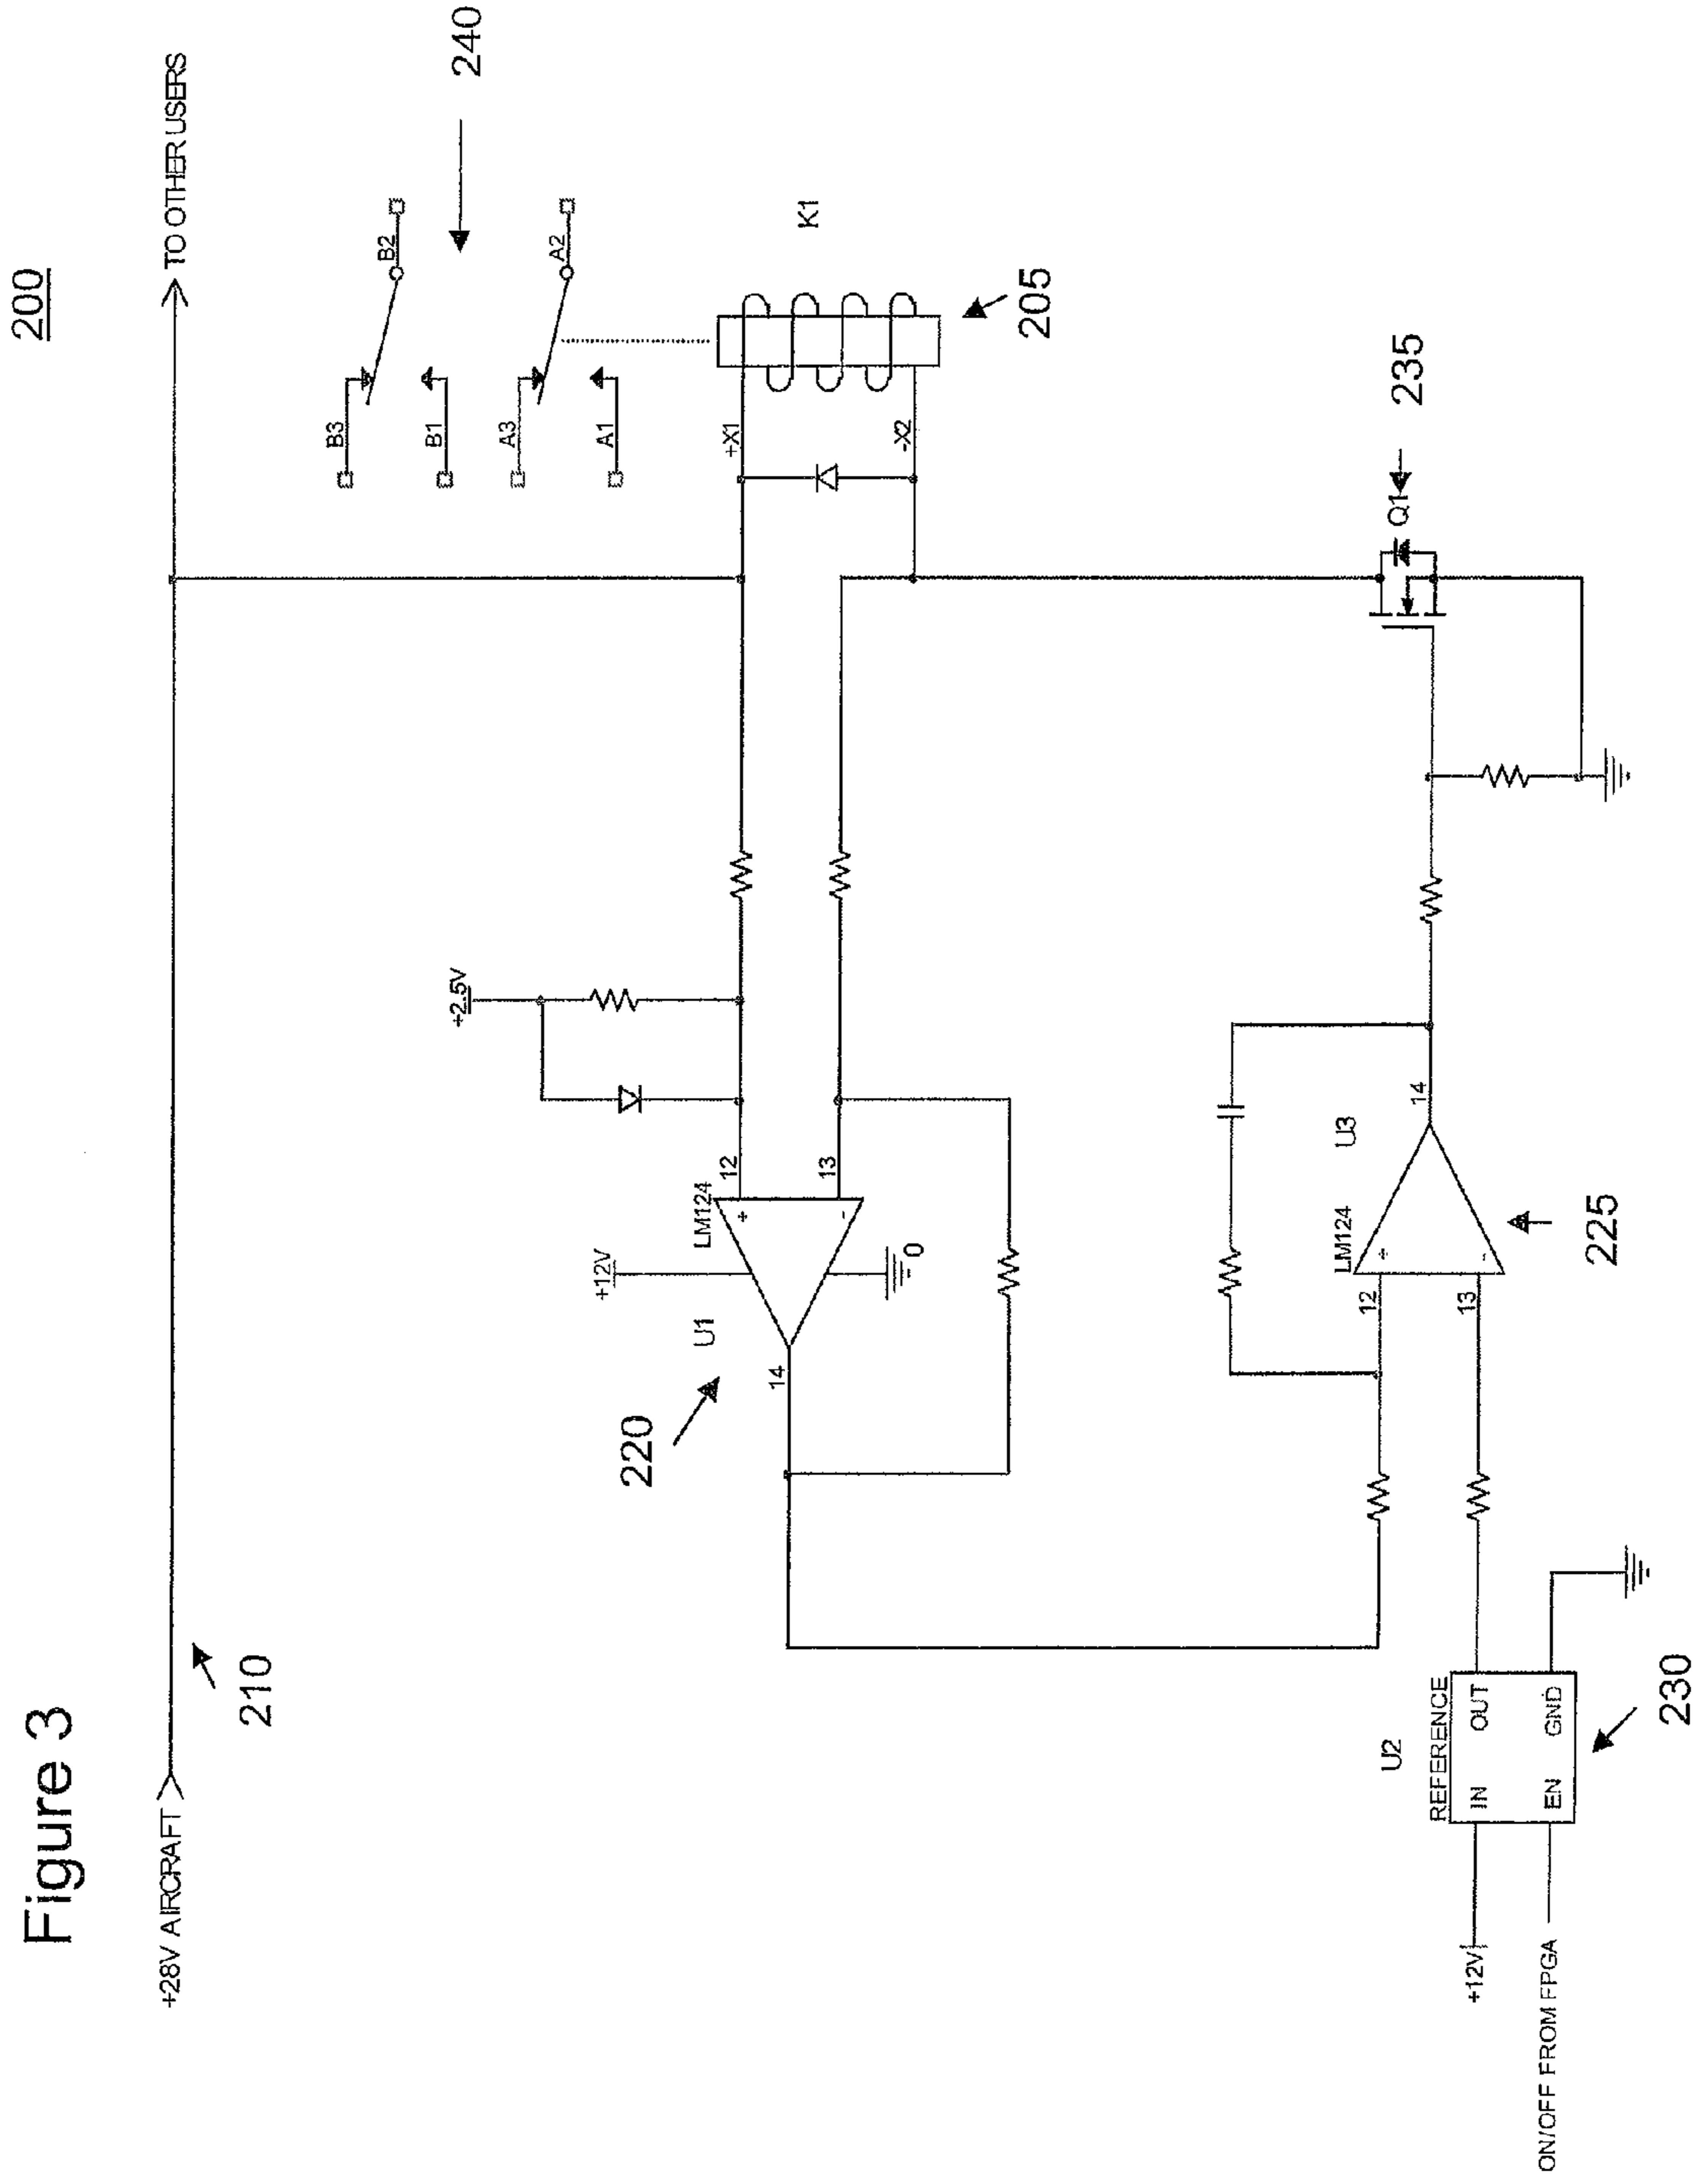 Figure 3
200
+28V AIRCRAFT
TO OTHER USERS
210
240
B3
B2
B1
A3
A2
A1
K1
+X1
-X2
205
+2.5V
+12V
LM124
12
13
+
-
14
U1
0
220
U3
LM124
12
13
+
-
14
225
Q1
235
U2
REFERENCE
IN
OUT
EN
GND
+12V
ON/OFF FROM FPGA
230